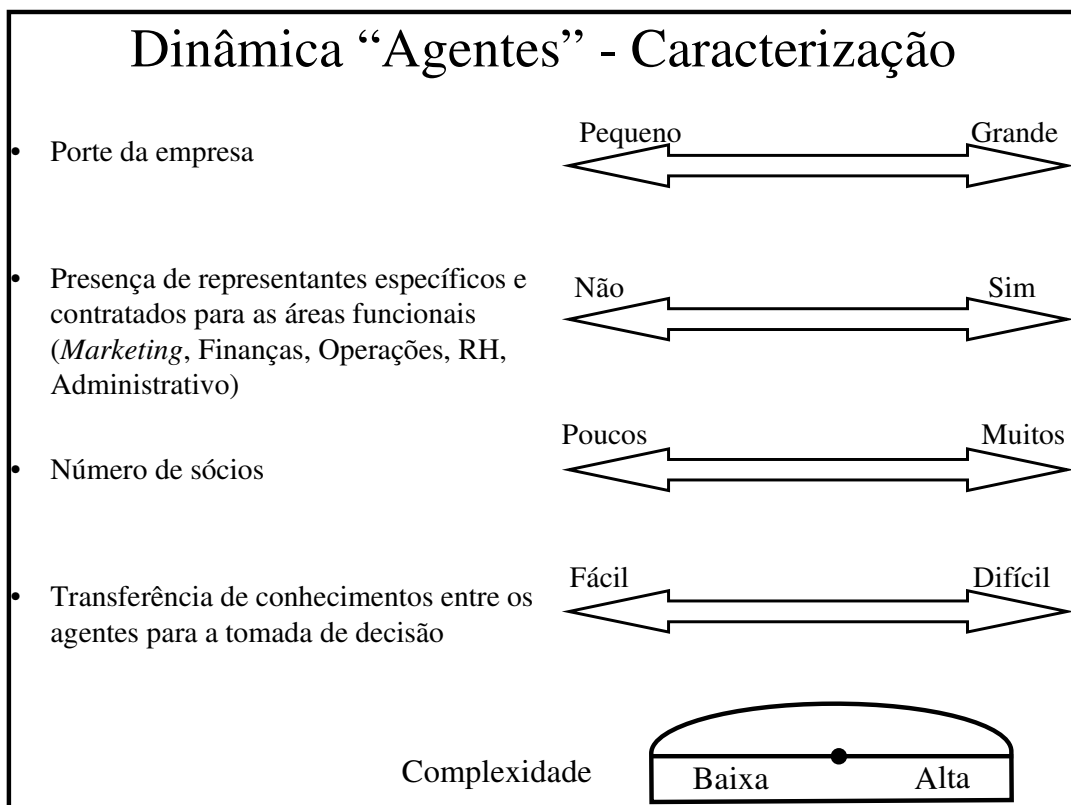 Dinâmica “Agentes” - Caracterização
• Porte da empresa
Pequeno Grande
• Presença de representantes específicos e
contratados para as áreas funcionais
(Marketing, Finanças, Operações, RH,
Administrativo)
Não Sim
• Número de sócios
Poucos Muitos
• Transferência de conhecimentos entre os
agentes para a tomada de decisão
Fácil Difícil
Complexidade
Baixa Alta